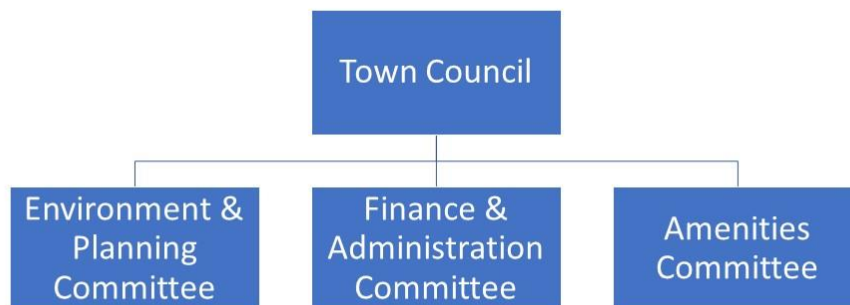 Town Council
Environment &
Planning
Committee
Finance &
Administration
Committee
Amenities
Committee